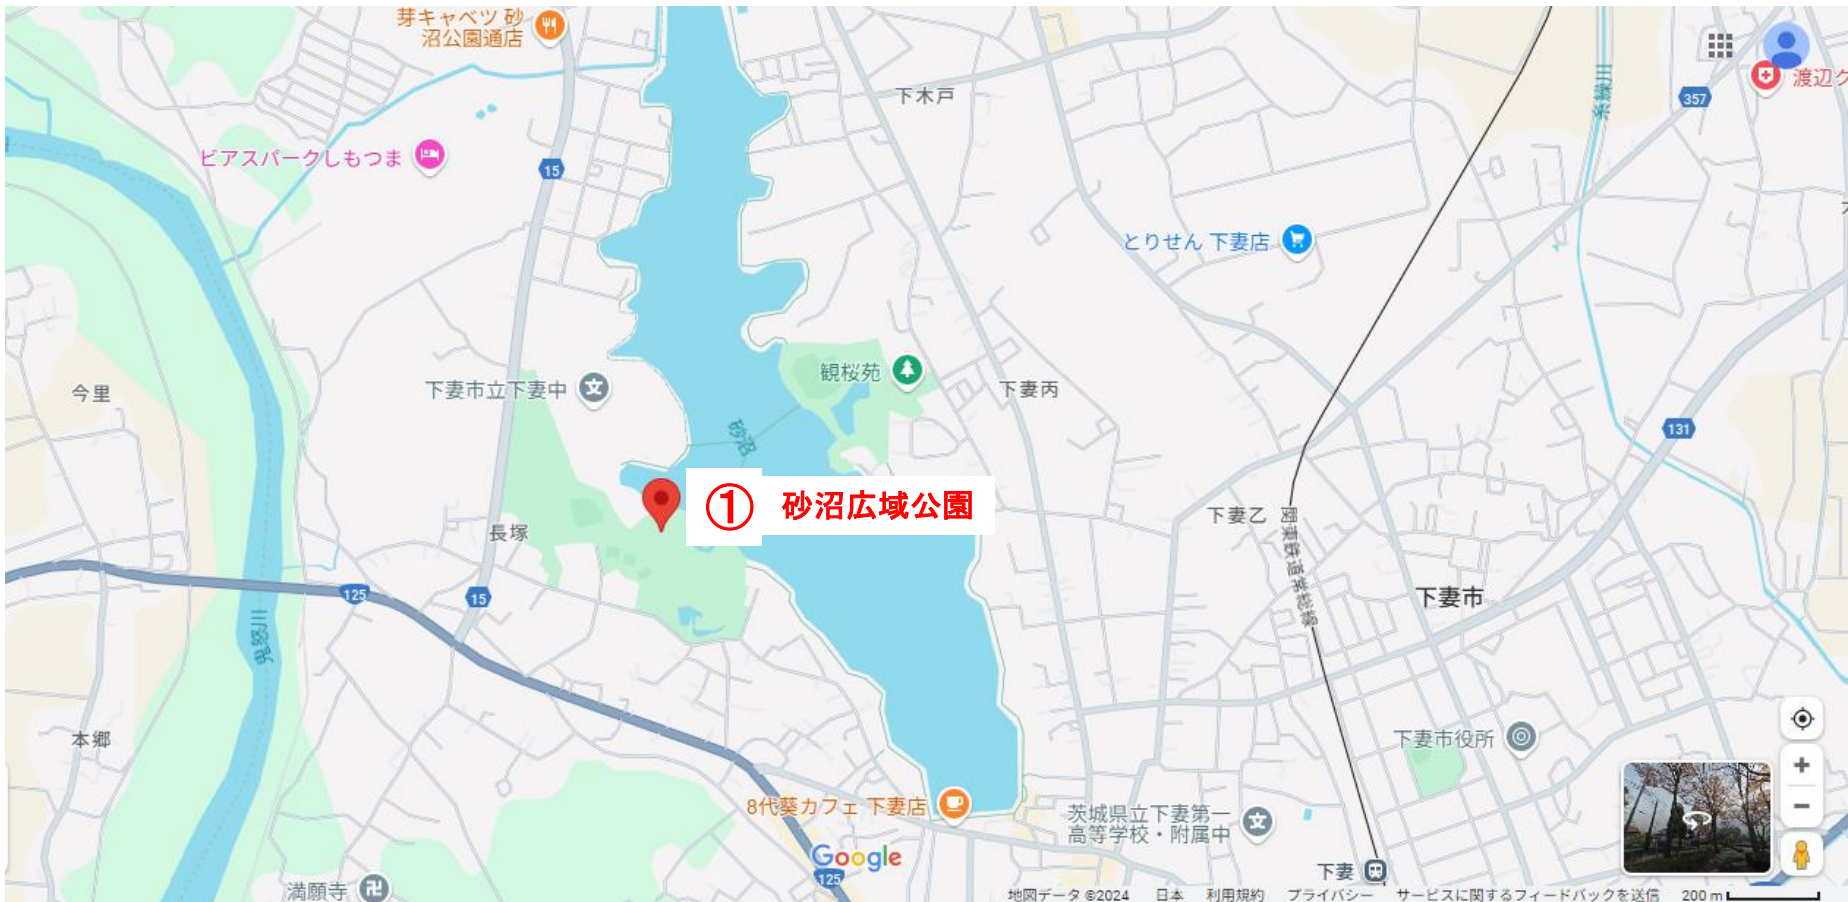 芽キャベツ 砂
沼公園通店
下木戸
357
渡辺ク
糸繰川
ビアスパークしもつま
15
とりせん 下妻店
観桜苑
下妻市立下妻中
今里
下妻丙
131
砂沼
① 砂沼広域公園
長塚
下妻乙
関東鉄道常総線
125
15
下妻市
鬼怒川
本郷
下妻市役所
8代葵カフェ 下妻店
茨城県立下妻第一
高等学校・附属中
Google
125
下妻
満願寺
地図データ ©2024 日本 利用規約 プライバシー サービスに関するフィードバックを送信 200 m